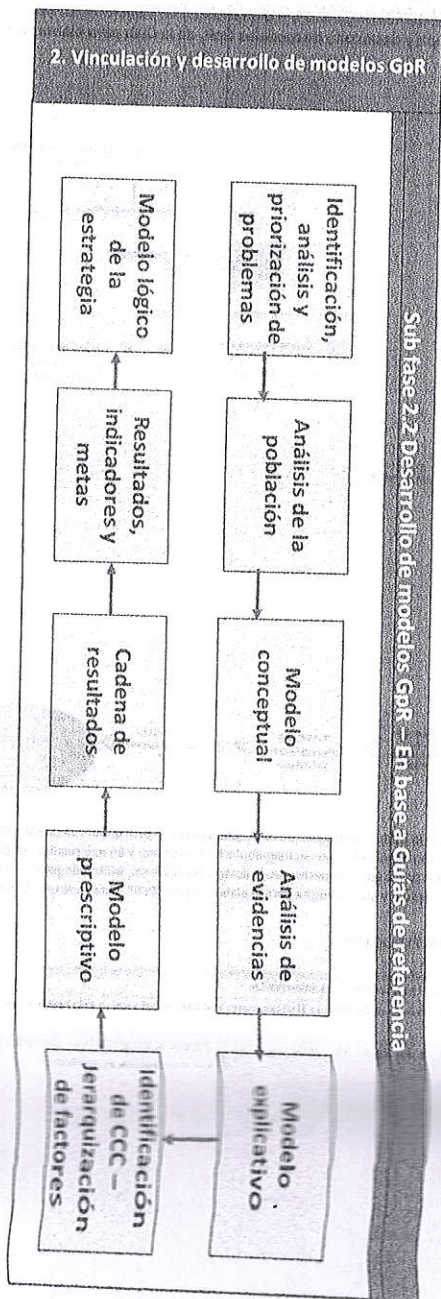 Sub fase 2.2 Desarrollo de modelos GpR – En base a Guías de referencia
2. Vinculación y desarrollo de modelos GpR
Identificación,
análisis y
priorización de
problemas
Análisis de la
población
Modelo
conceptual
Análisis de
evidencias
Modelo
explicativo
Identificación
de CCC –
Jerarquización
de factores
Modelo
prescriptivo
Cadena de
resultados
Resultados,
indicadores y
metas
Modelo lógico
de la
estrategia